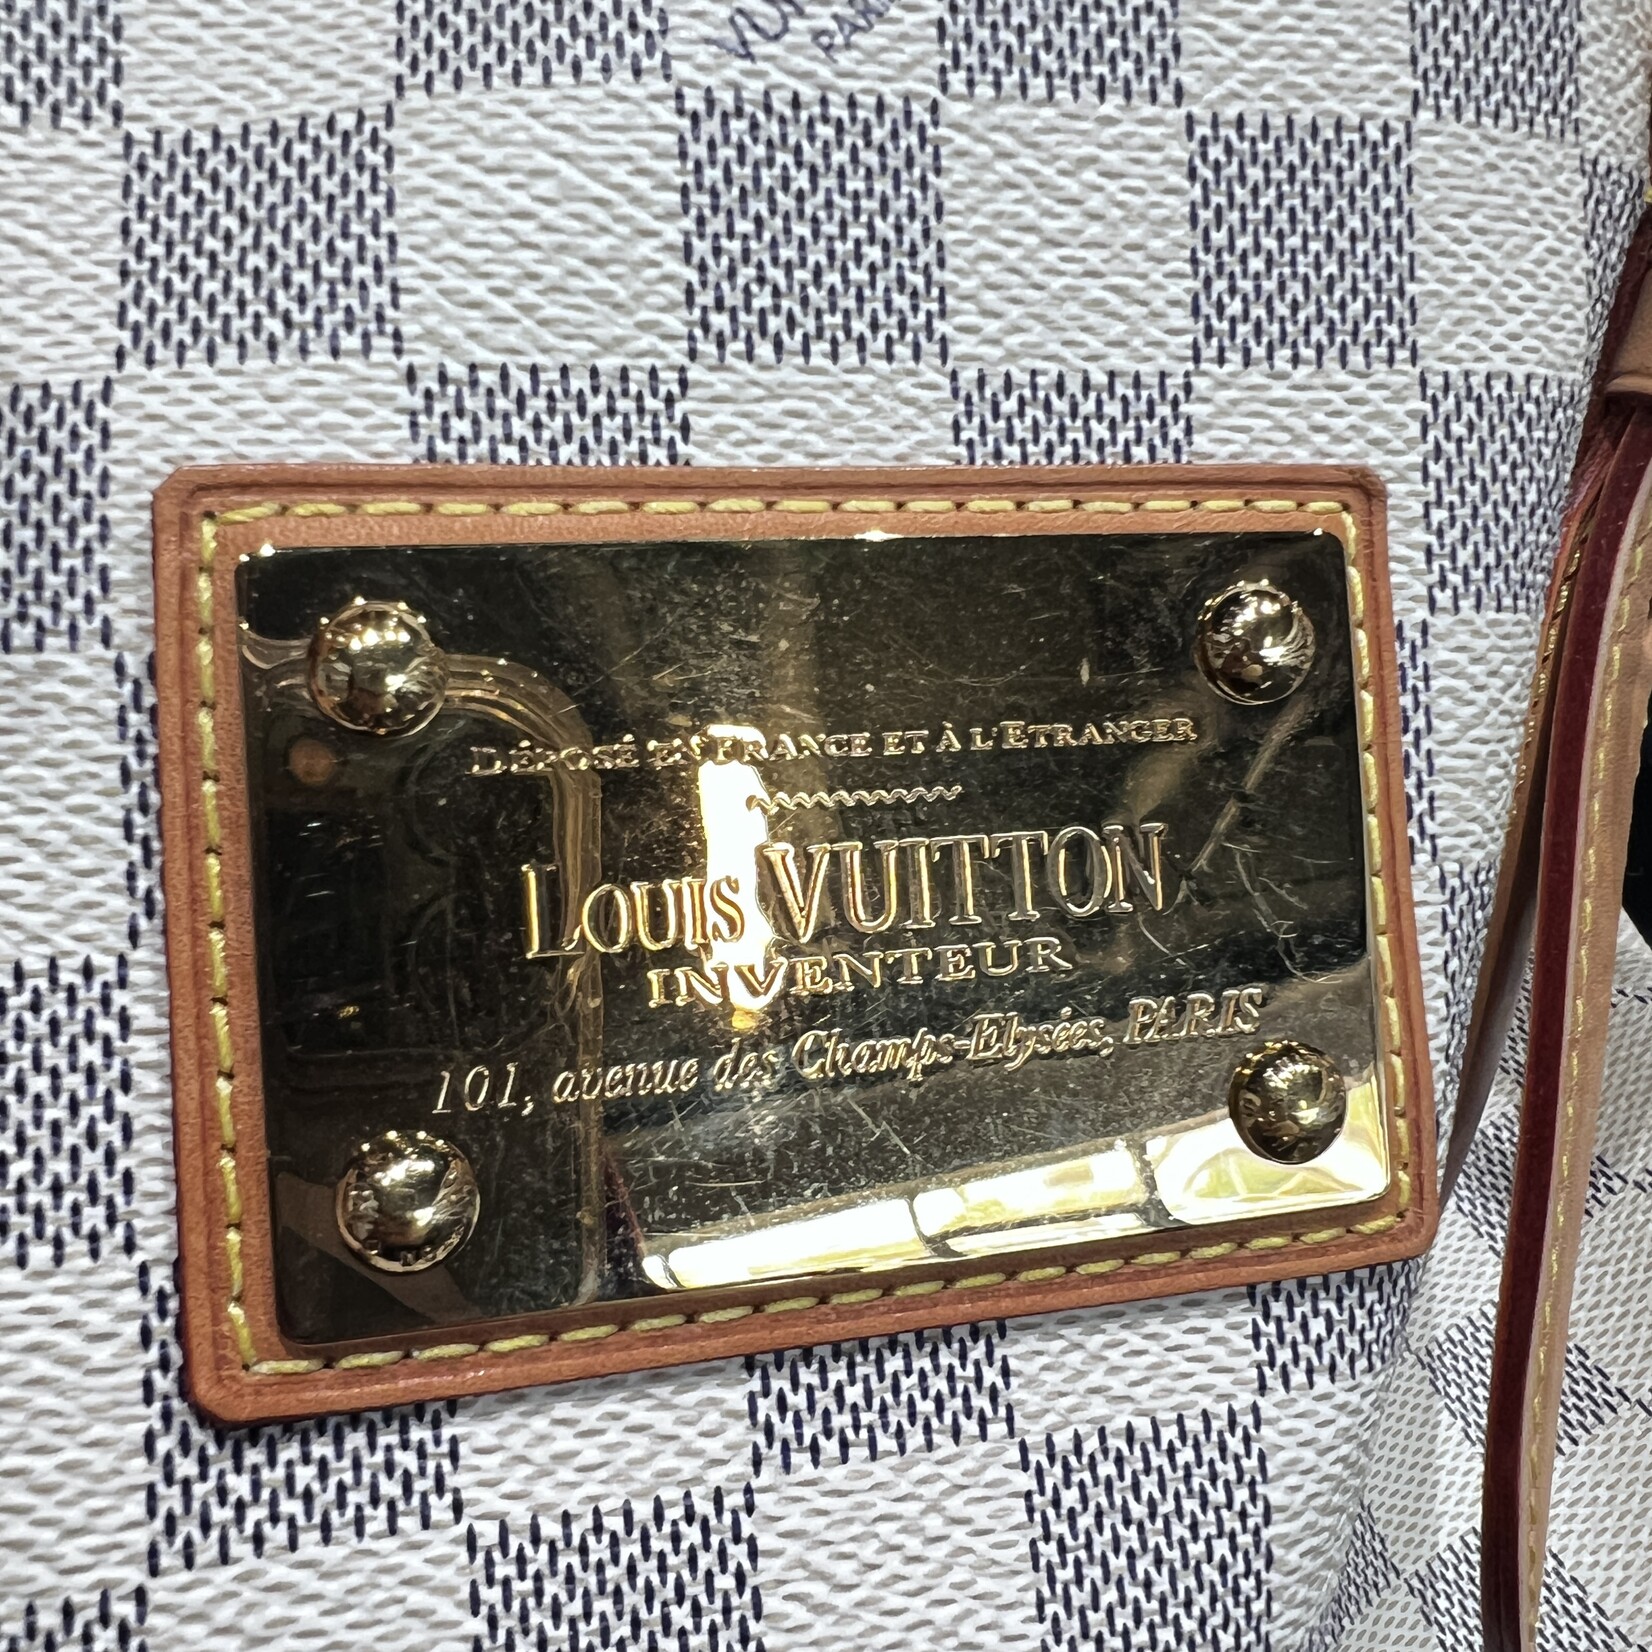 DÉPOSÉ EN FRANCE ET À L'ETRANGER
LOUIS VUITTON
INVENTEUR
101, avenue des Champs-Elysées, PARIS